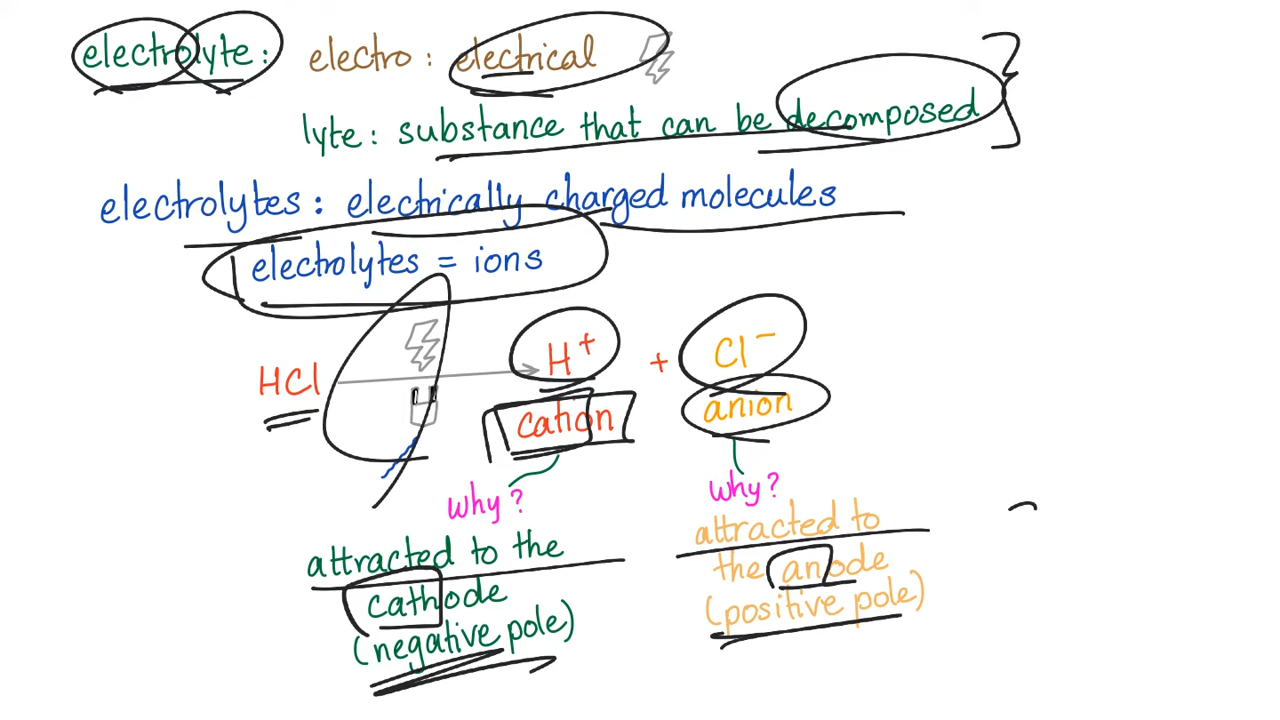 electrolyte: electro: electrical
lyte: substance that can be decomposed
electrolytes: electrically charged molecules
electrolytes = ions
HCl H⁺ + Cl⁻
cation anion
why? why?
attracted to the
cathode
(negative pole)
attracted to
the anode
(positive pole)